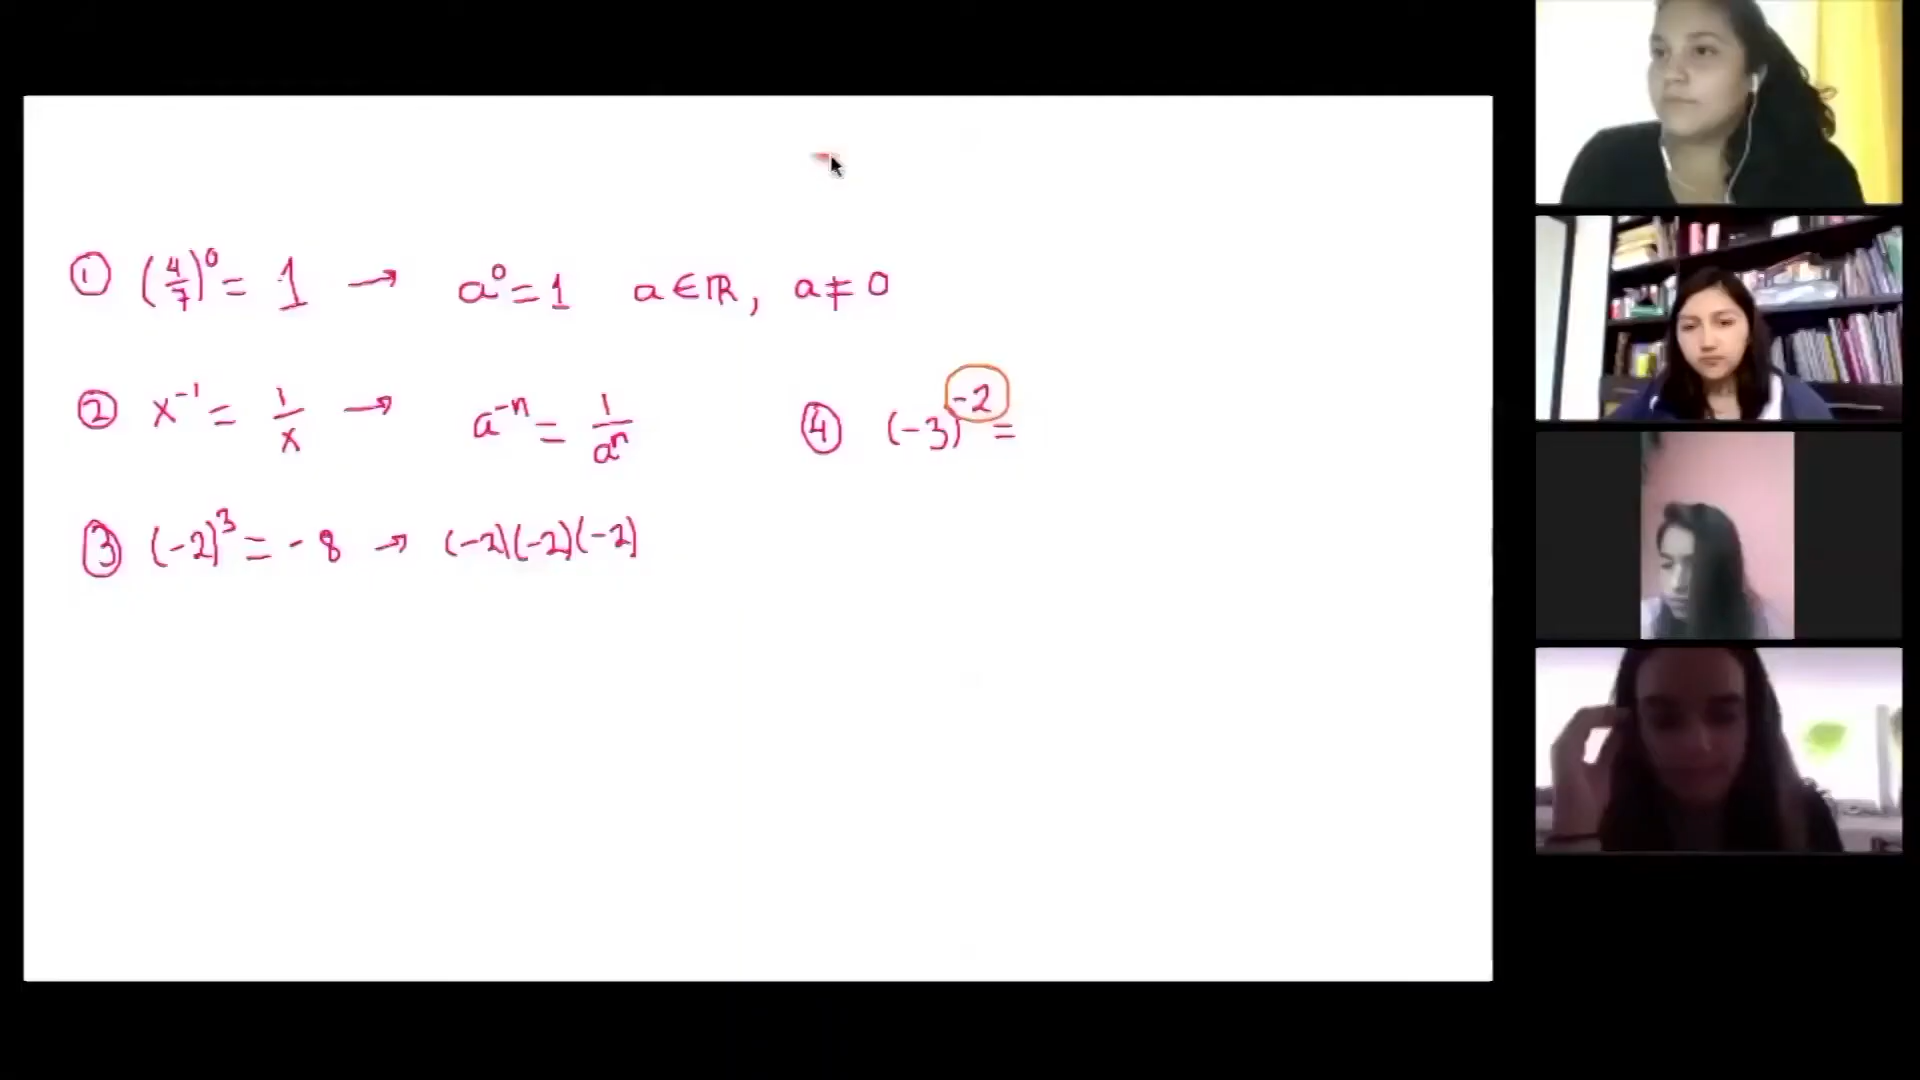 ① (4/7)⁰ = 1 → a⁰ = 1 a ∈ ℝ, a ≠ 0
② x⁻¹ = 1/x → a⁻ⁿ = 1/aⁿ
④ (-3)⁻² =
③ (-2)³ = -8 → (-2)(-2)(-2)